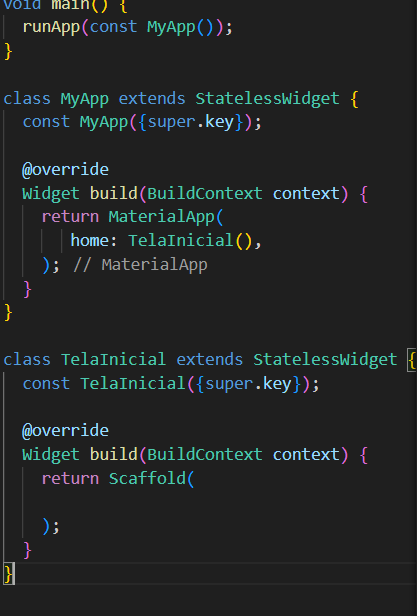 void main() {
  runApp(const MyApp());
}

class MyApp extends StatelessWidget {
  const MyApp({super.key});

  @override
  Widget build(BuildContext context) {
    return MaterialApp(
      home: TelaInicial(),
    ); // MaterialApp
  }
}

class TelaInicial extends StatelessWidget {
  const TelaInicial({super.key});

  @override
  Widget build(BuildContext context) {
    return Scaffold(

    );
  }
}